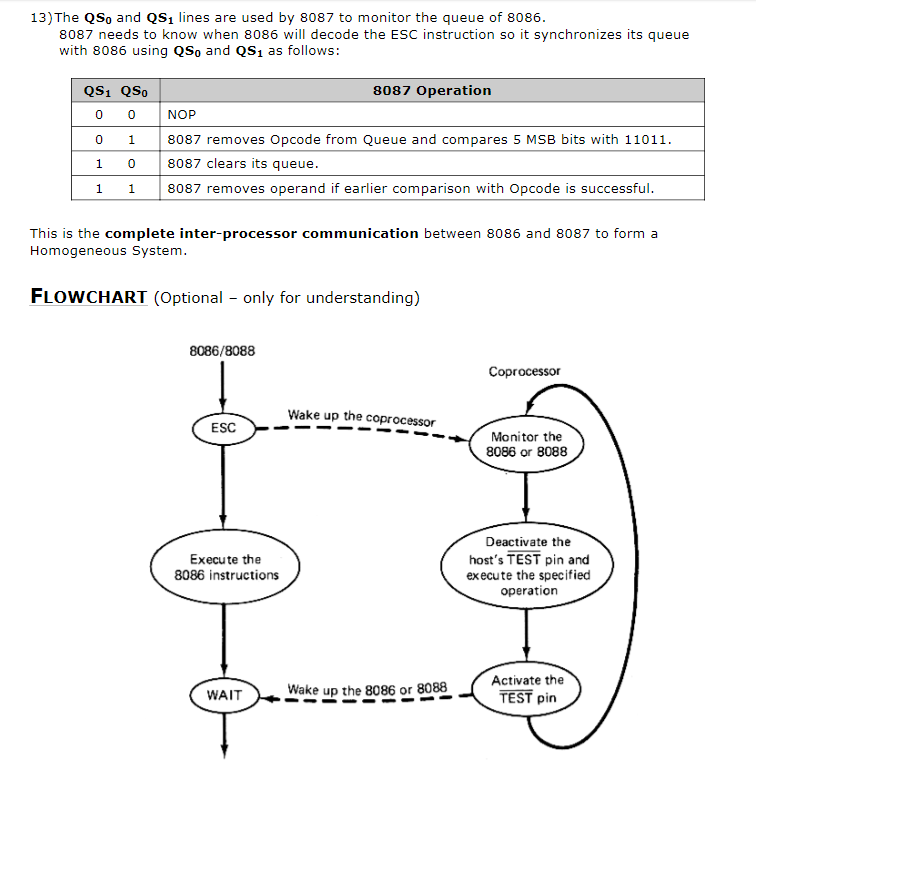 13)The QS₀ and QS₁ lines are used by 8087 to monitor the queue of 8086.
8087 needs to know when 8086 will decode the ESC instruction so it synchronizes its queue
with 8086 using QS₀ and QS₁ as follows:
QS₁ QS₀ 8087 Operation
0 0 NOP
0 1 8087 removes Opcode from Queue and compares 5 MSB bits with 11011.
1 0 8087 clears its queue.
1 1 8087 removes operand if earlier comparison with Opcode is successful.
This is the complete inter-processor communication between 8086 and 8087 to form a
Homogeneous System.
FLOWCHART (Optional – only for understanding)
8086/8088
Coprocessor
ESC
Wake up the coprocessor
Monitor the
8086 or 8088
Execute the
8086 instructions
Deactivate the
host's T̅E̅S̅T̅ pin and
execute the specified
operation
WAIT
Wake up the 8086 or 8088
Activate the
T̅E̅S̅T̅ pin